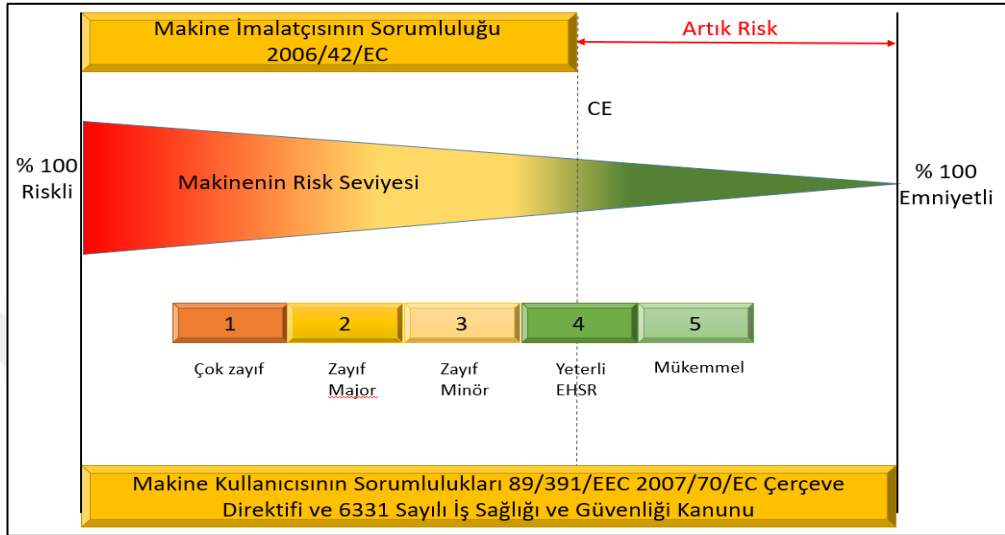 Makine İmalatçısının Sorumluluğu
2006/42/EC
Artık Risk
CE
% 100
Riskli
Makinenin Risk Seviyesi
% 100
Emniyetli
1
2
3
4
5
Çok zayıf
Zayıf
Major
Zayıf
Minör
Yeterli
EHSR
Mükemmel
Makine Kullanıcısının Sorumlulukları 89/391/EEC 2007/70/EC Çerçeve
Direktifi ve 6331 Sayılı İş Sağlığı ve Güvenliği Kanunu